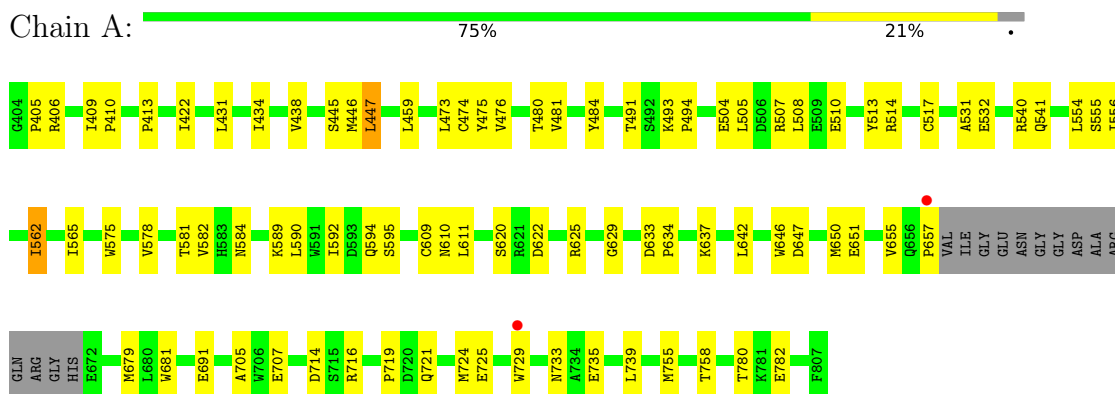 Chain A:
75% 21% •
G404 P405 R406 I409 P410 P413 I422 L431 I434 V438 S445 M446 L447 L459 L473 C474 Y475 V476 T480 V481 Y484 T491 S492 K493 P494 E504 L505 D506 R507 L508 E509 E510 Y513 R514 C517 A531 E532 R540 Q541 L554 S555 I556
I562 I565 W575 V578 T581 V582 H583 N584 K589 L590 W591 I592 D593 Q594 S595 C609 N610 L611 S620 R621 D622 R625 G629 D633 P634 K637 L642 W646 D647 M650 E651 V655 Q656 P657 VAL ILE GLY GLU ASN GLY GLY ASP ALA ARG
GLN ARG GLY HIS E672 M679 L680 W681 E691 A705 W706 E707 D714 S715 R716 P719 D720 Q721 M724 E725 W729 N733 A734 E735 L739 M755 T758 T780 K781 E782 F807